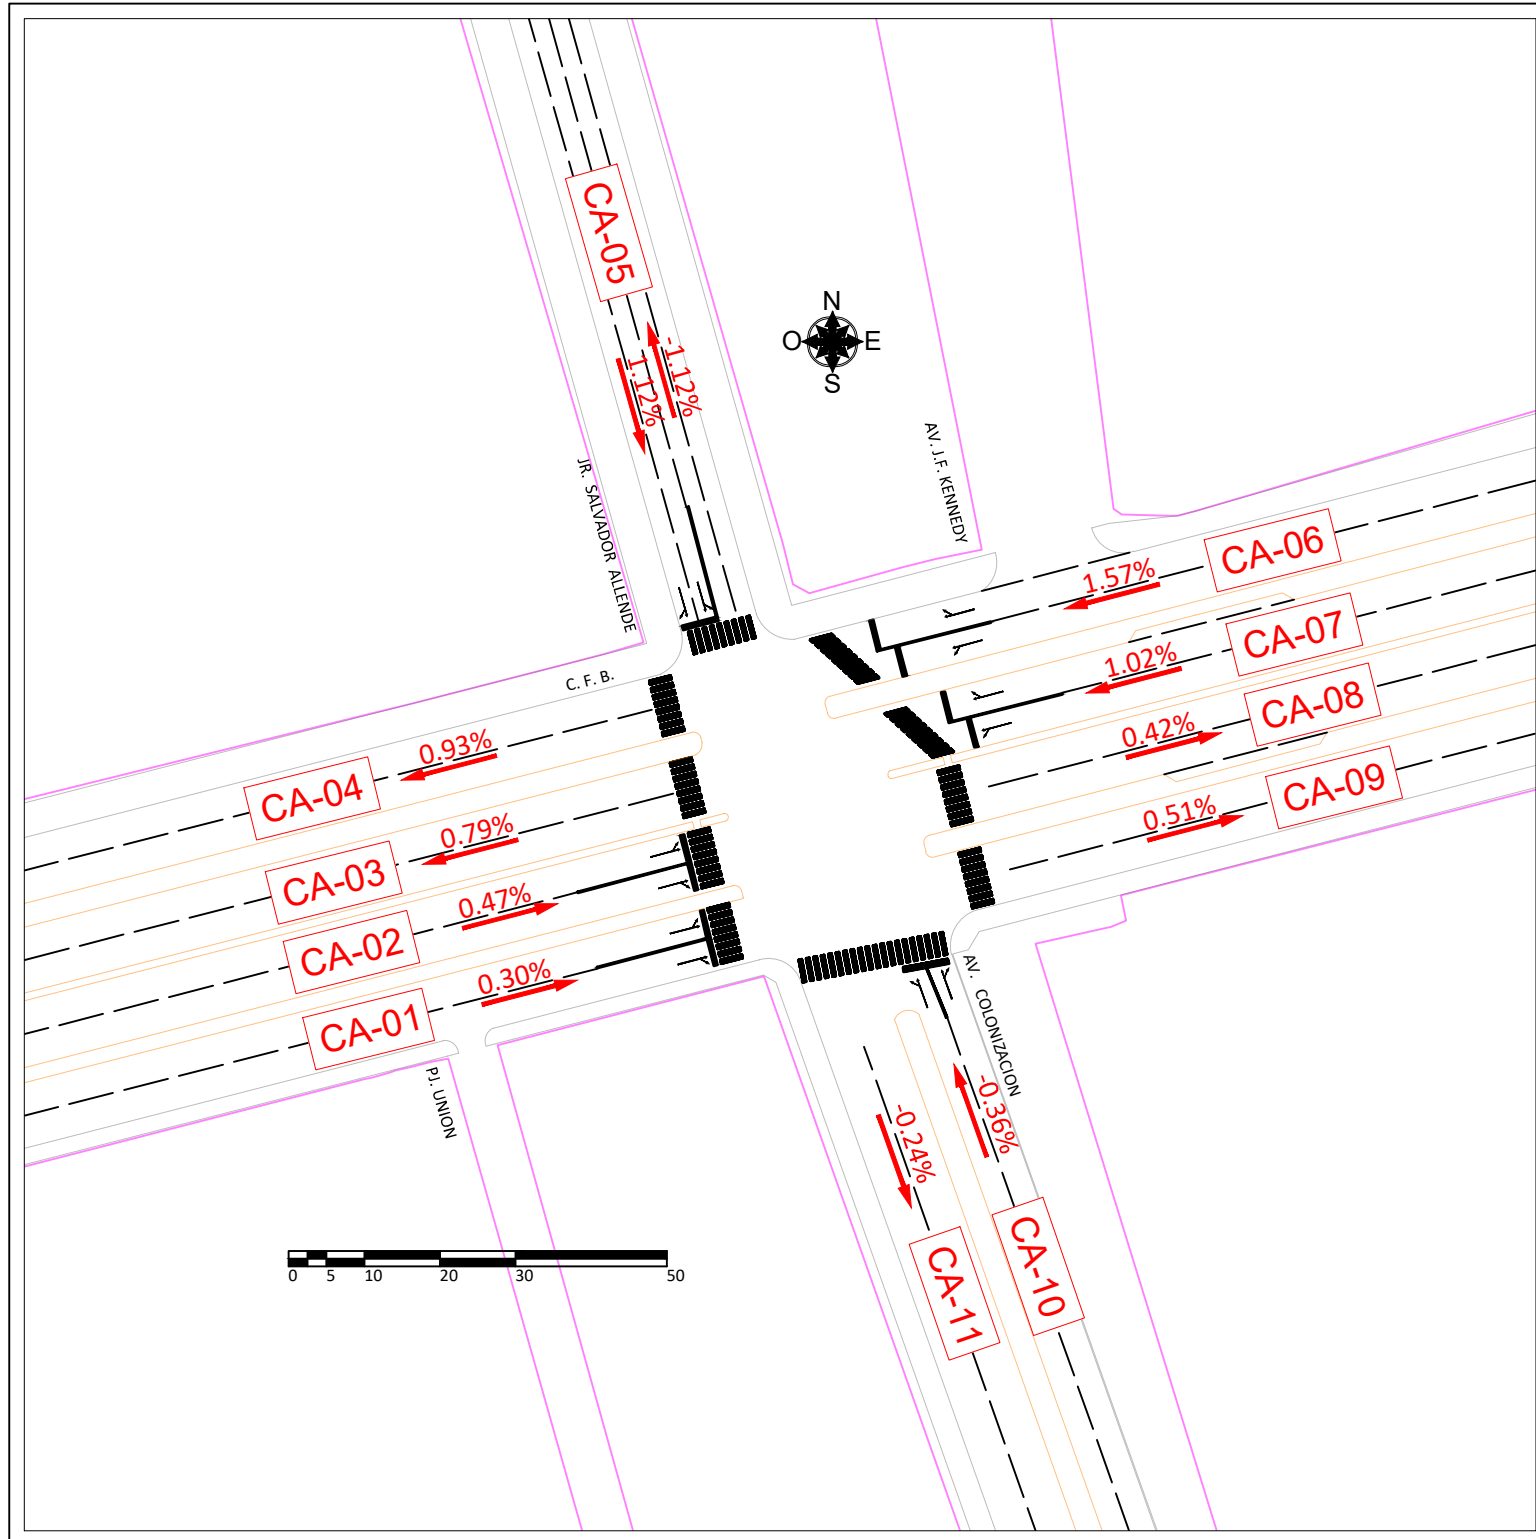 CA-05
N
O
E
S
-1.12%
1.12%
JR. SALVADOR ALLENDE
AV. J.F. KENNEDY
CA-06
1.57%
CA-07
1.02%
CA-08
0.42%
CA-09
0.51%
C. F. B.
0.93%
CA-04
0.79%
CA-03
0.47%
CA-02
0.30%
CA-01
PJ. UNION
AV. COLONIZACION
-0.36%
-0.24%
CA-10
CA-11
0 5 10 20 30 50